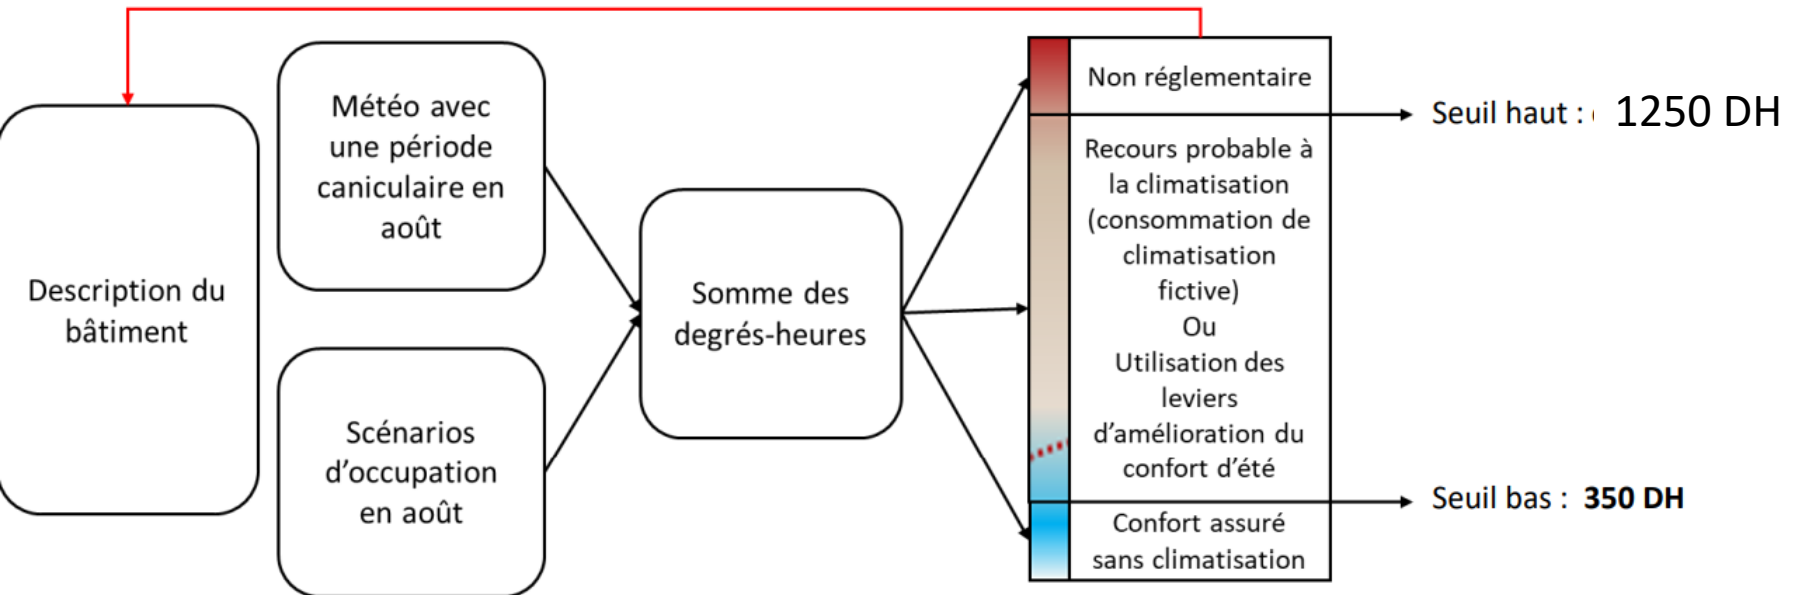 Description du
bâtiment
Météo avec
une période
caniculaire en
août
Scénarios
d’occupation
en août
Somme des
degrés-heures
Non réglementaire
Recours probable à
la climatisation
(consommation de
climatisation
fictive)
Ou
Utilisation des
leviers
d’amélioration du
confort d’été
Confort assuré
sans climatisation
Seuil haut : 1250 DH
Seuil bas : 350 DH